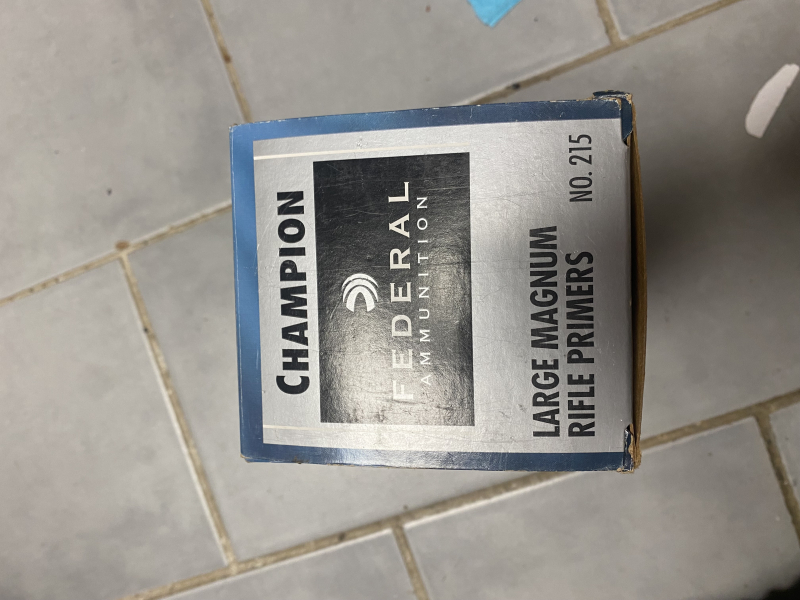 CHAMPION
FEDERAL
AMMUNITION
LARGE MAGNUM
RIFLE PRIMERS
NO. 215